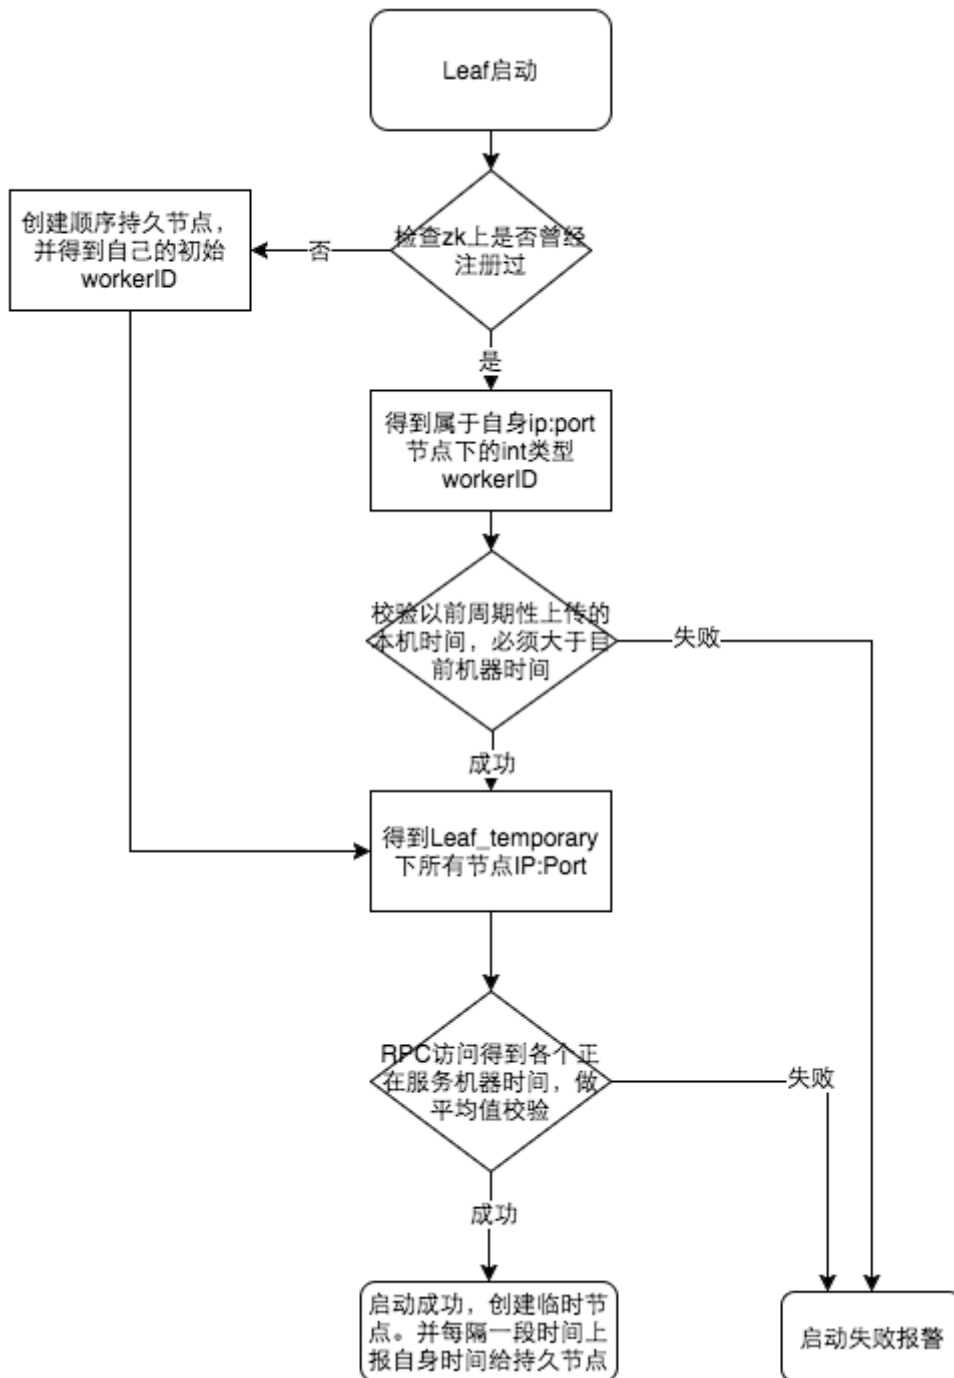 Leaf启动
检查zk上是否曾经
注册过
否
创建顺序持久节点，
并得到自己的初始
workerID
是
得到属于自身ip:port
节点下的int类型
workerID
校验以前周期性上传的
本机时间，必须大于目
前机器时间
失败
成功
得到Leaf_temporary
下所有节点IP:Port
RPC访问得到各个正
在服务机器时间，做
平均值校验
失败
成功
启动成功，创建临时节
点。并每隔一段时间上
报自身时间给持久节点
启动失败报警